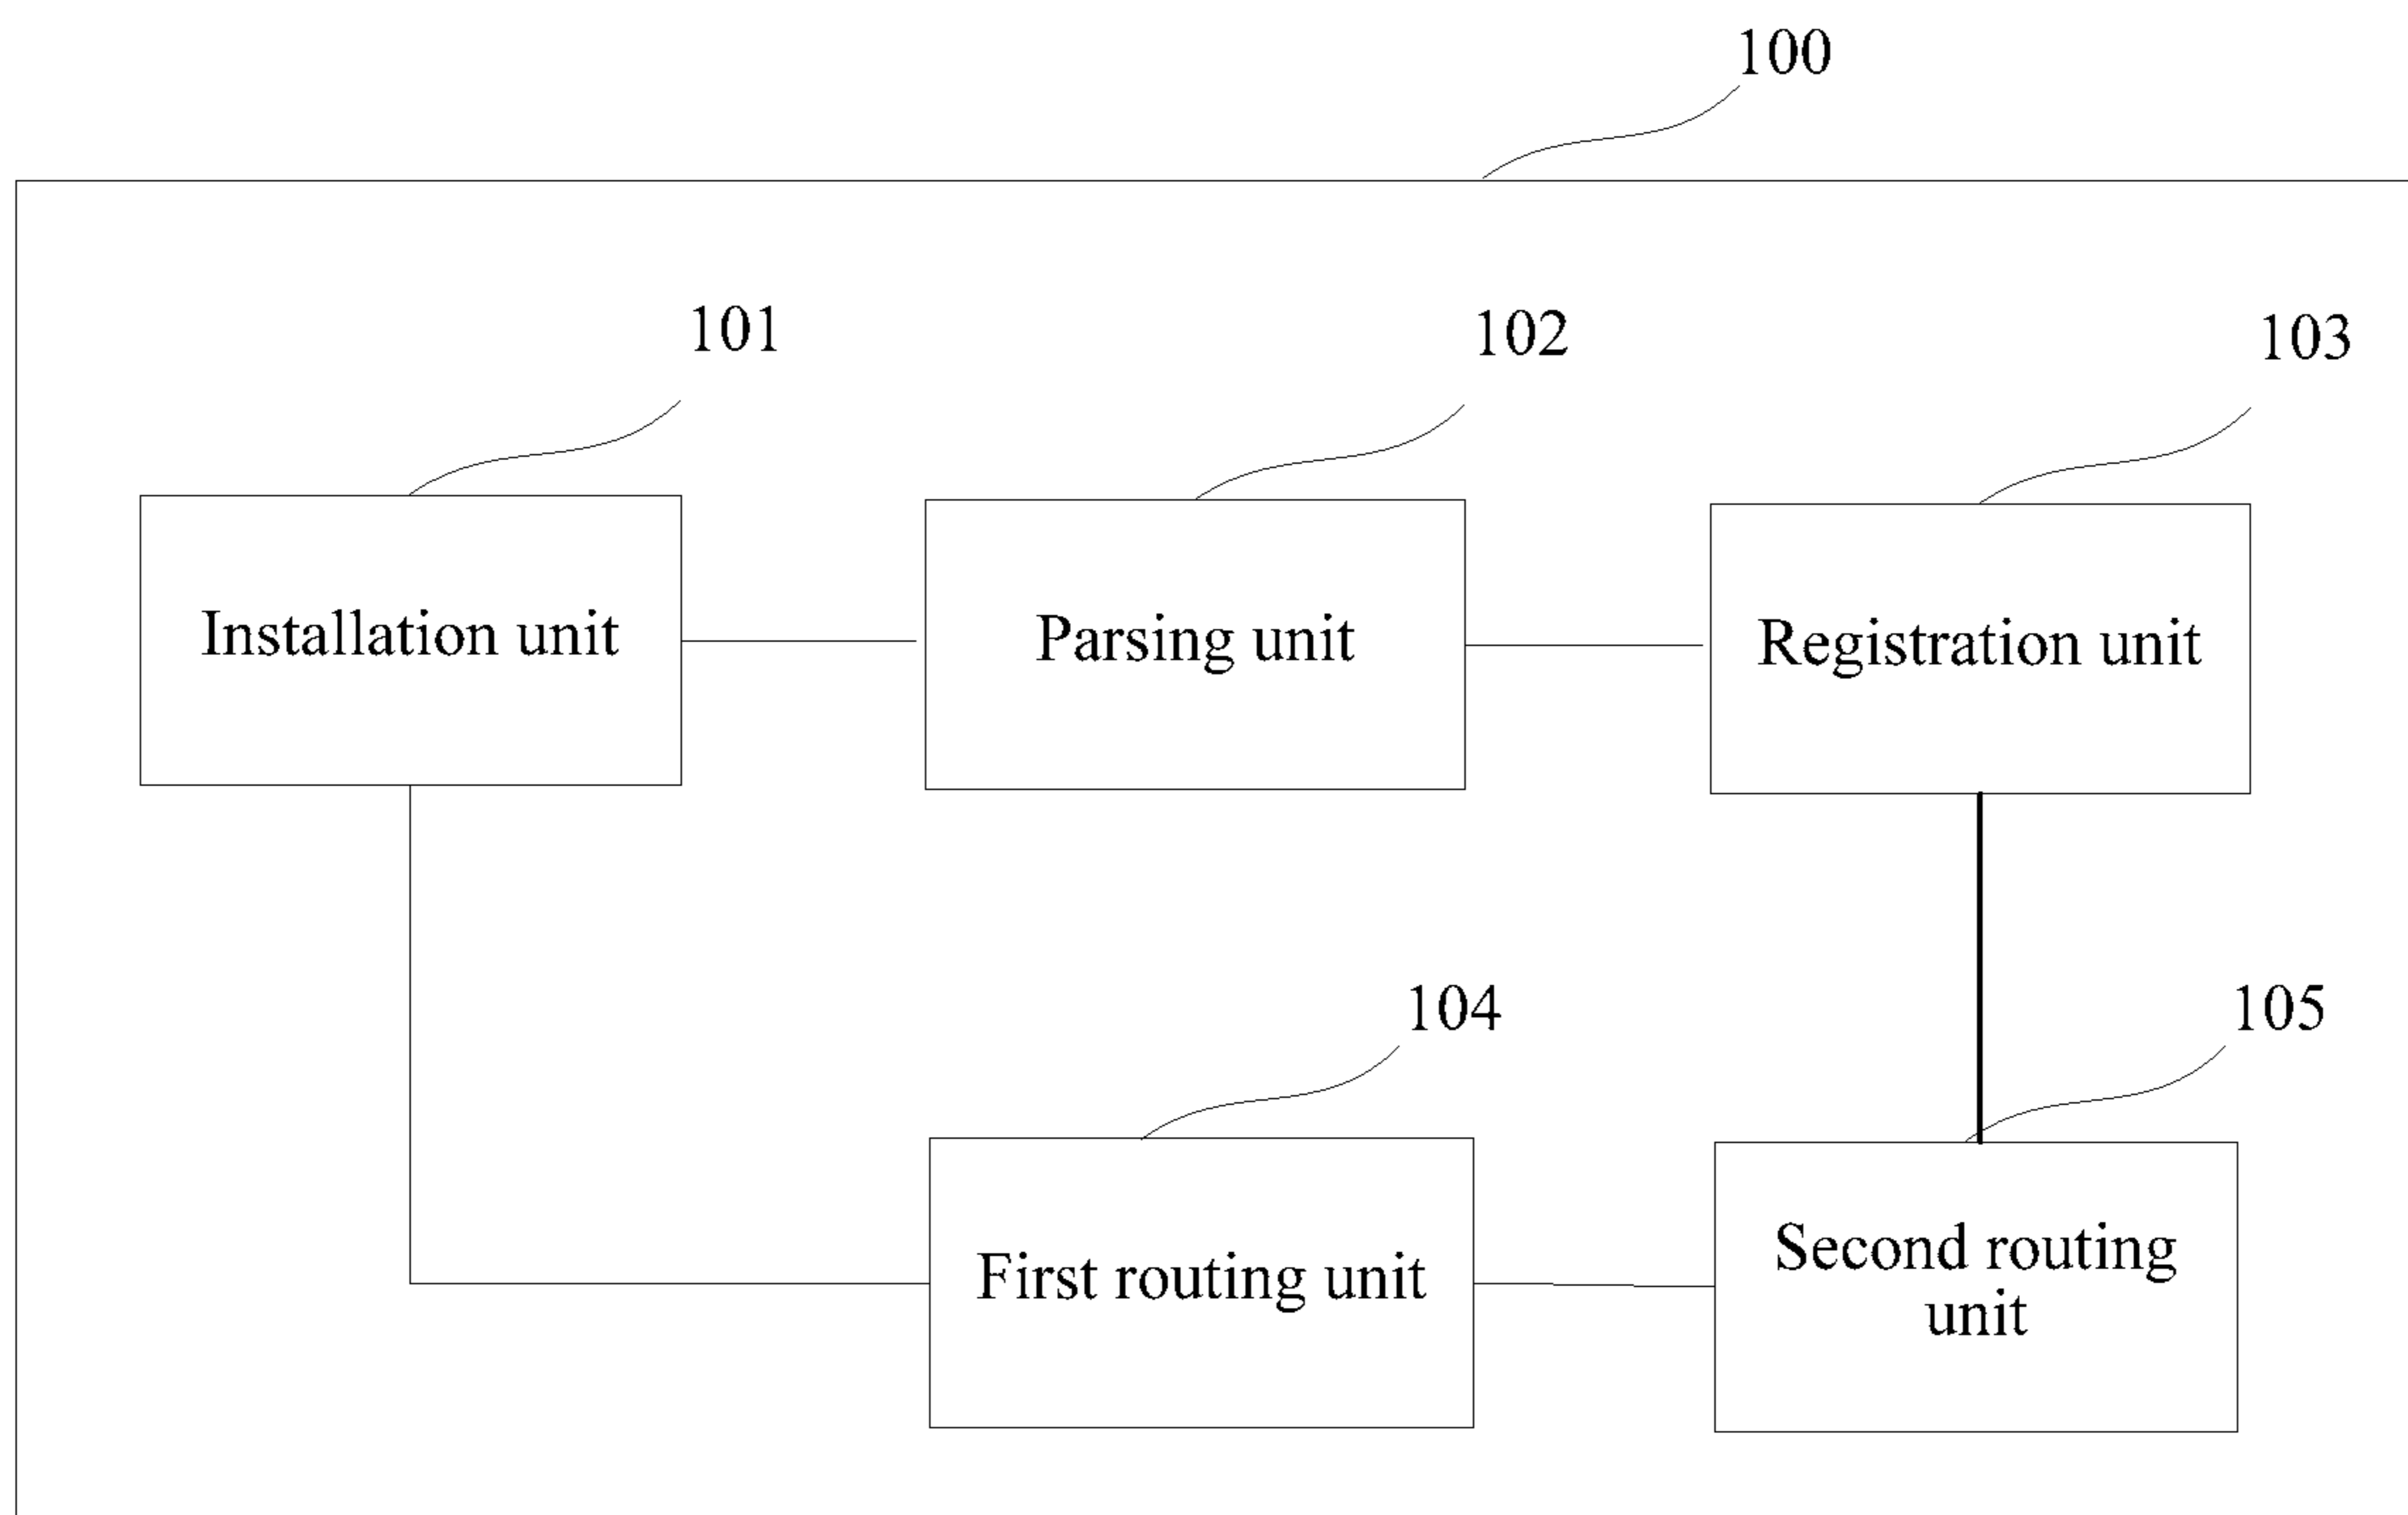 100
101
102
103
Installation unit
Parsing unit
Registration unit
104
105
First routing unit
Second routing
unit